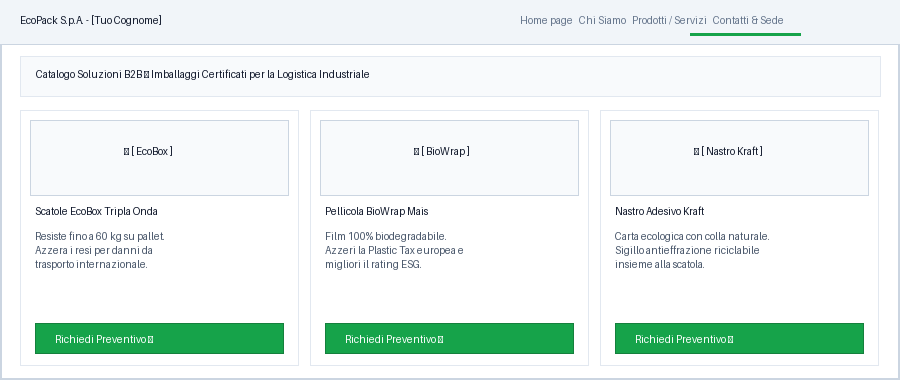 EcoPack S.p.A. - [Tuo Cognome]
Home page Chi Siamo Prodotti / Servizi Contatti & Sede
Catalogo Soluzioni B2B Imballaggi Certificati per la Logistica Industriale
[ EcoBox ]
Scatole EcoBox Tripla Onda
Resiste fino a 60 kg su pallet.
Azzera i resi per danni da
trasporto internazionale.
Richiedi Preventivo
[ BioWrap ]
Pellicola BioWrap Mais
Film 100% biodegradabile.
Azzeri la Plastic Tax europea e
migliori il rating ESG.
Richiedi Preventivo
[ Nastro Kraft ]
Nastro Adesivo Kraft
Carta ecologica con colla naturale.
Sigillo antieffrazione riciclabile
insieme alla scatola.
Richiedi Preventivo